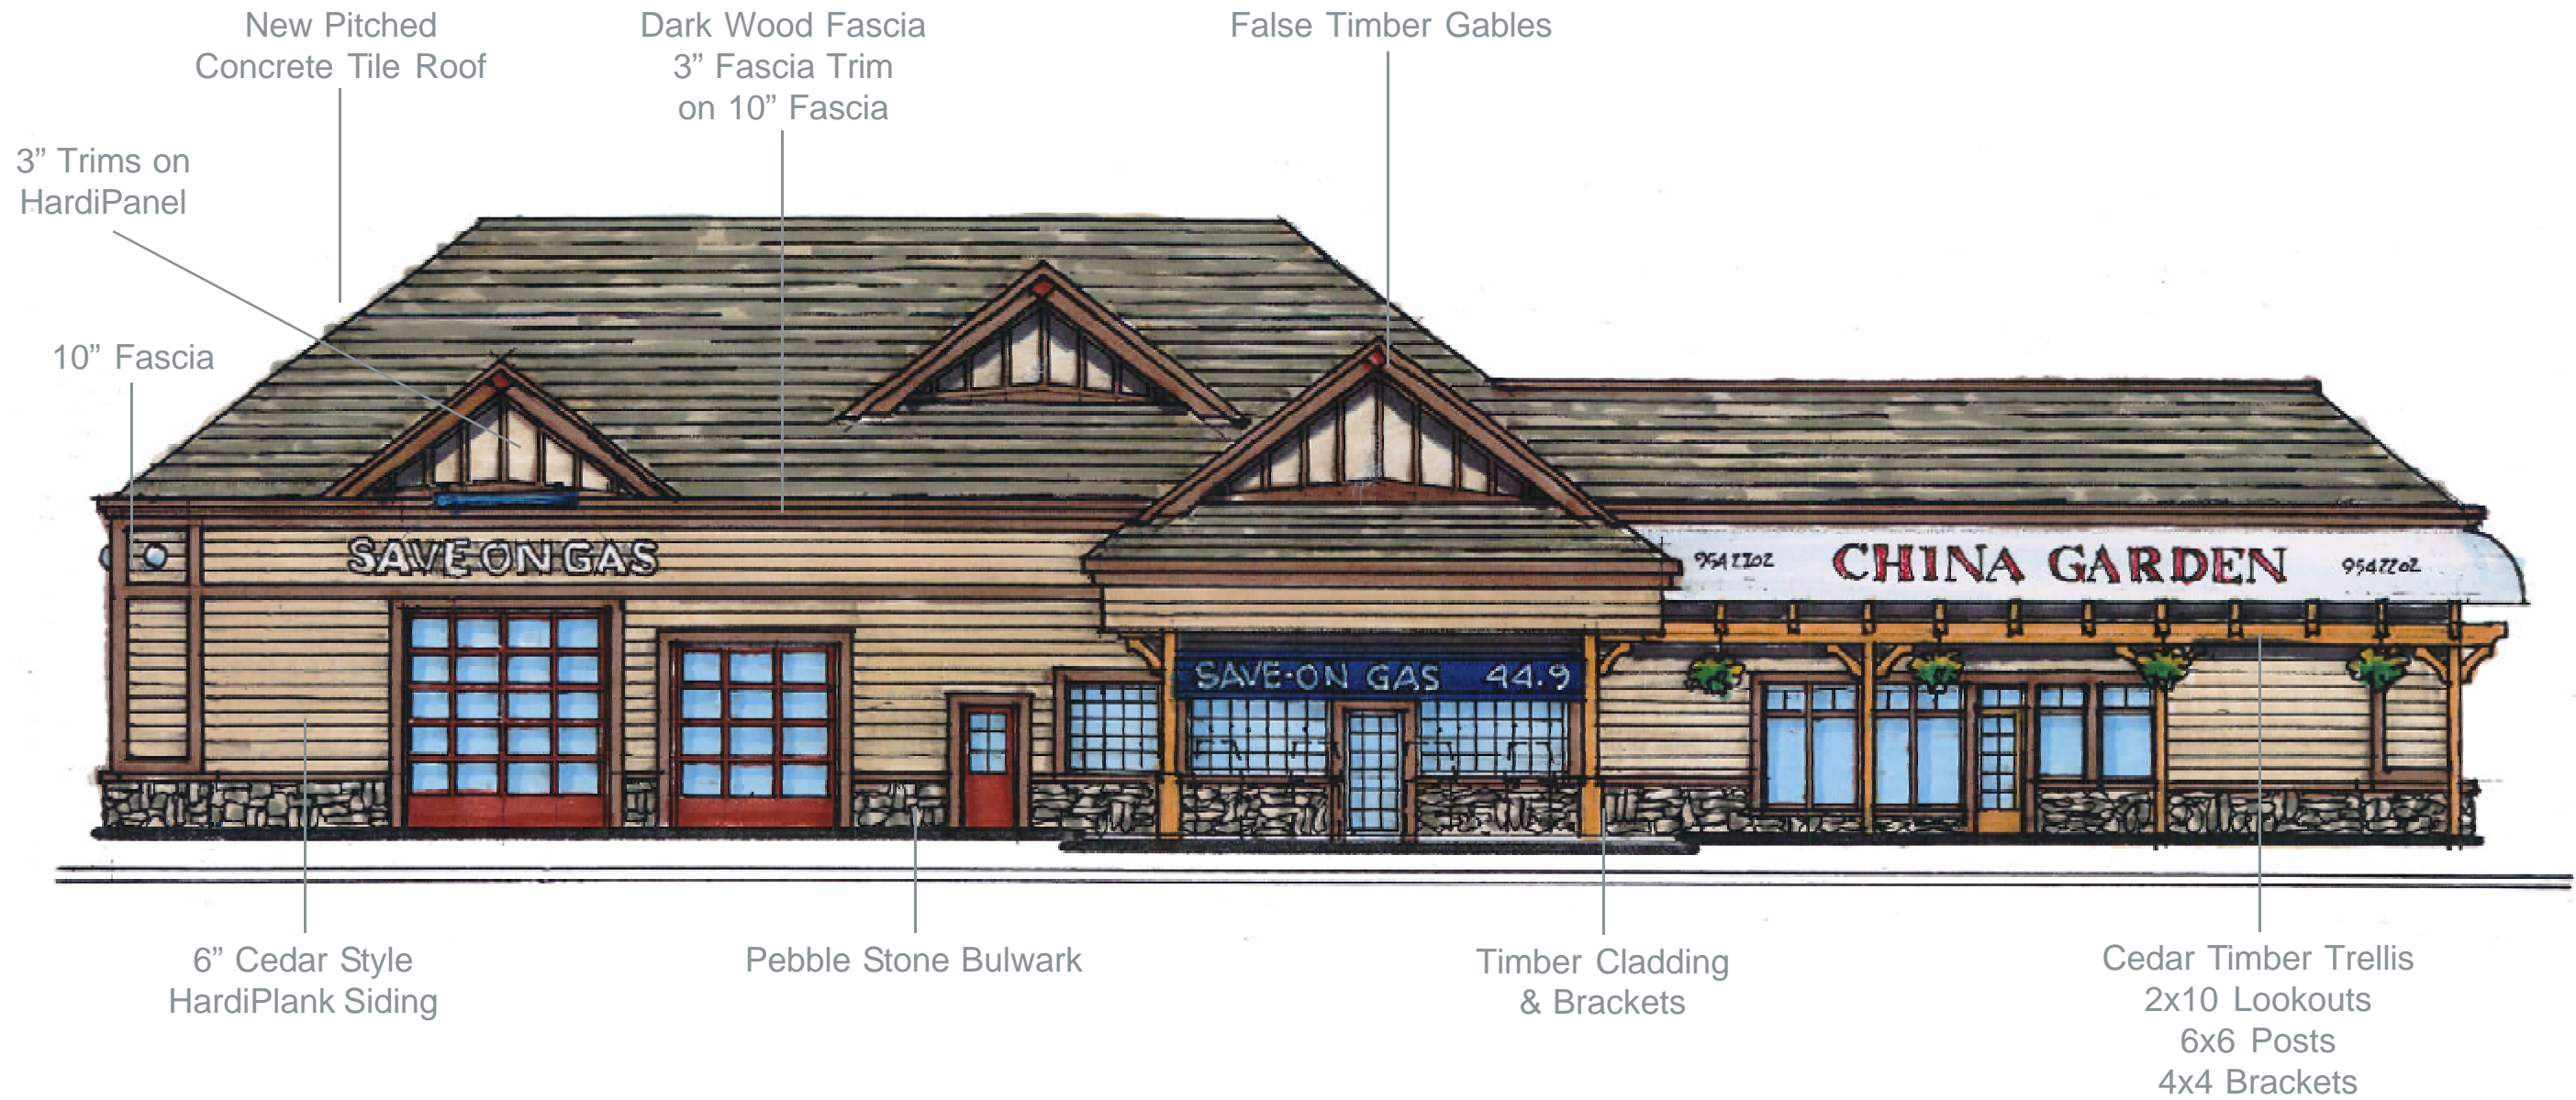 New Pitched
Concrete Tile Roof
Dark Wood Fascia
3” Fascia Trim
on 10” Fascia
False Timber Gables
3” Trims on
HardiPanel
10” Fascia
SAVE ON GAS
9542202
CHINA GARDEN
9542202
SAVE-ON GAS 44.9
6” Cedar Style
HardiPlank Siding
Pebble Stone Bulwark
Timber Cladding
& Brackets
Cedar Timber Trellis
2x10 Lookouts
6x6 Posts
4x4 Brackets